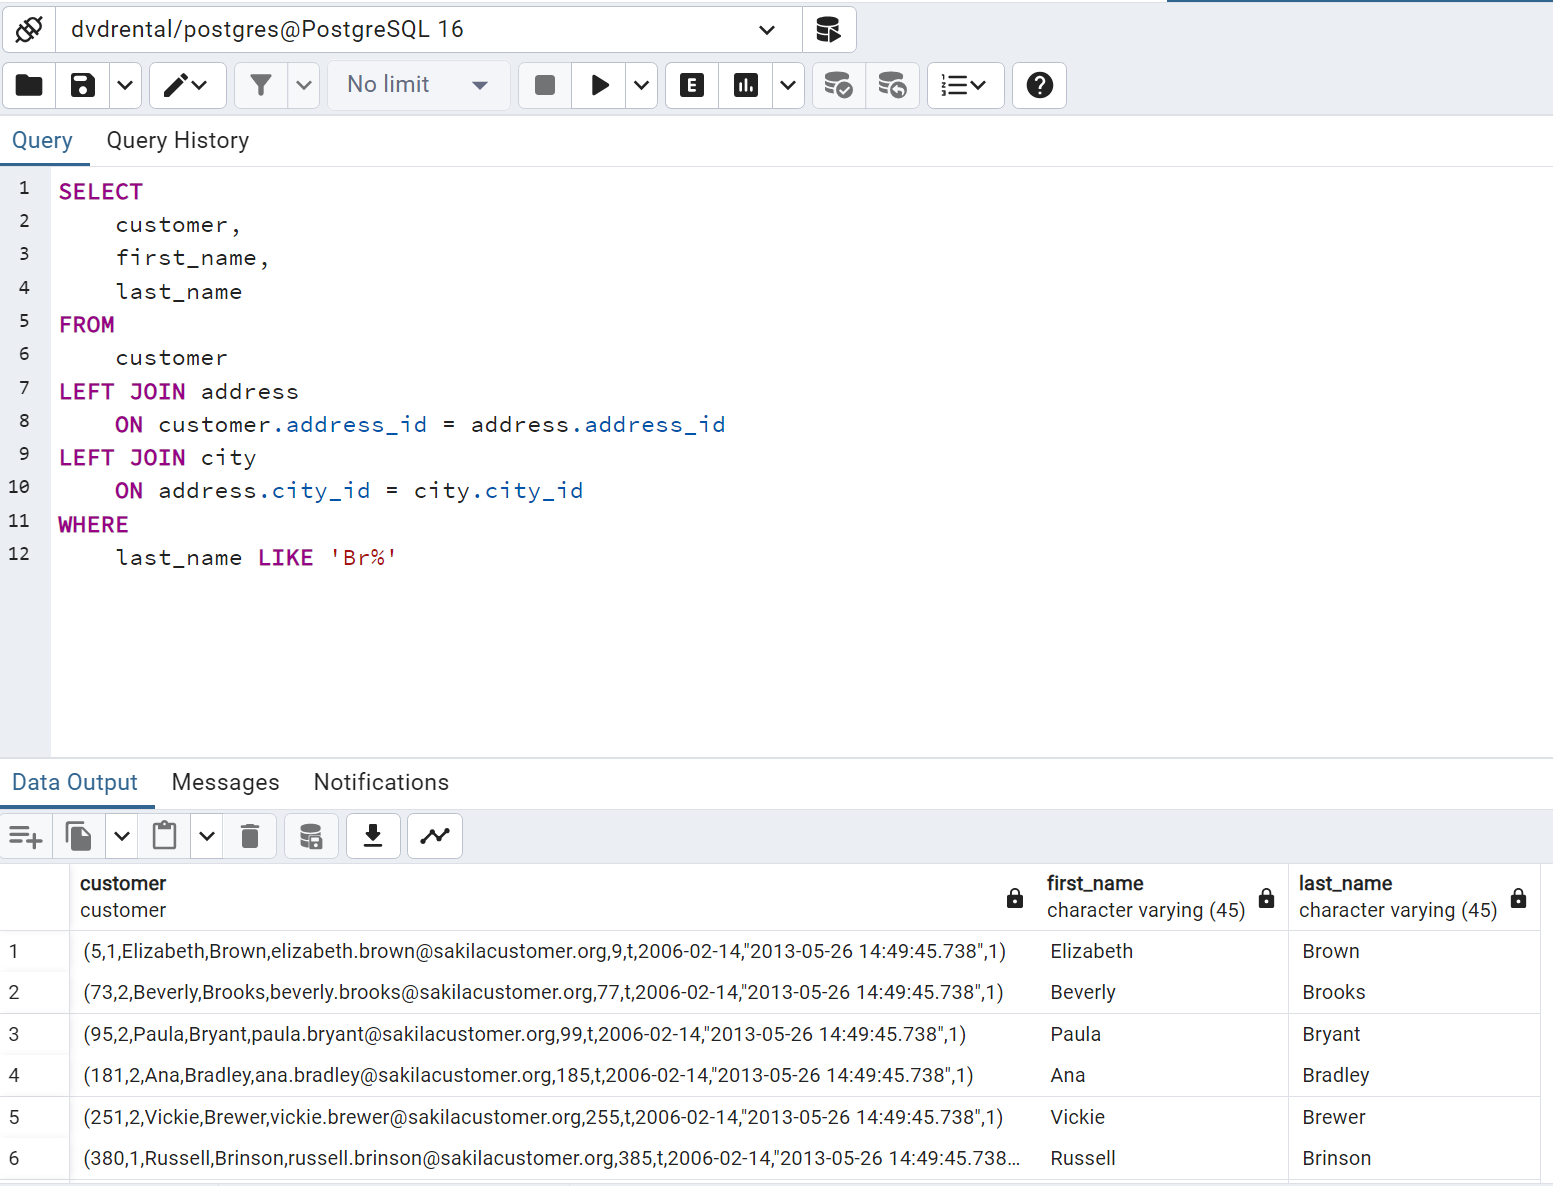 dvdrental/postgres@PostgreSQL 16
No limit
E
Query Query History
1 SELECT
2 customer,
3 first_name,
4 last_name
5 FROM
6 customer
7 LEFT JOIN address
8 ON customer.address_id = address.address_id
9 LEFT JOIN city
10 ON address.city_id = city.city_id
11 WHERE
12 last_name LIKE 'Br%'
Data Output Messages Notifications
customer first_name last_name
customer character varying (45) character varying (45)
1 (5,1,Elizabeth,Brown,elizabeth.brown@sakilacustomer.org,9,t,2006-02-14,"2013-05-26 14:49:45.738",1) Elizabeth Brown
2 (73,2,Beverly,Brooks,beverly.brooks@sakilacustomer.org,77,t,2006-02-14,"2013-05-26 14:49:45.738",1) Beverly Brooks
3 (95,2,Paula,Bryant,paula.bryant@sakilacustomer.org,99,t,2006-02-14,"2013-05-26 14:49:45.738",1) Paula Bryant
4 (181,2,Ana,Bradley,ana.bradley@sakilacustomer.org,185,t,2006-02-14,"2013-05-26 14:49:45.738",1) Ana Bradley
5 (251,2,Vickie,Brewer,vickie.brewer@sakilacustomer.org,255,t,2006-02-14,"2013-05-26 14:49:45.738",1) Vickie Brewer
6 (380,1,Russell,Brinson,russell.brinson@sakilacustomer.org,385,t,2006-02-14,"2013-05-26 14:49:45.738... Russell Brinson